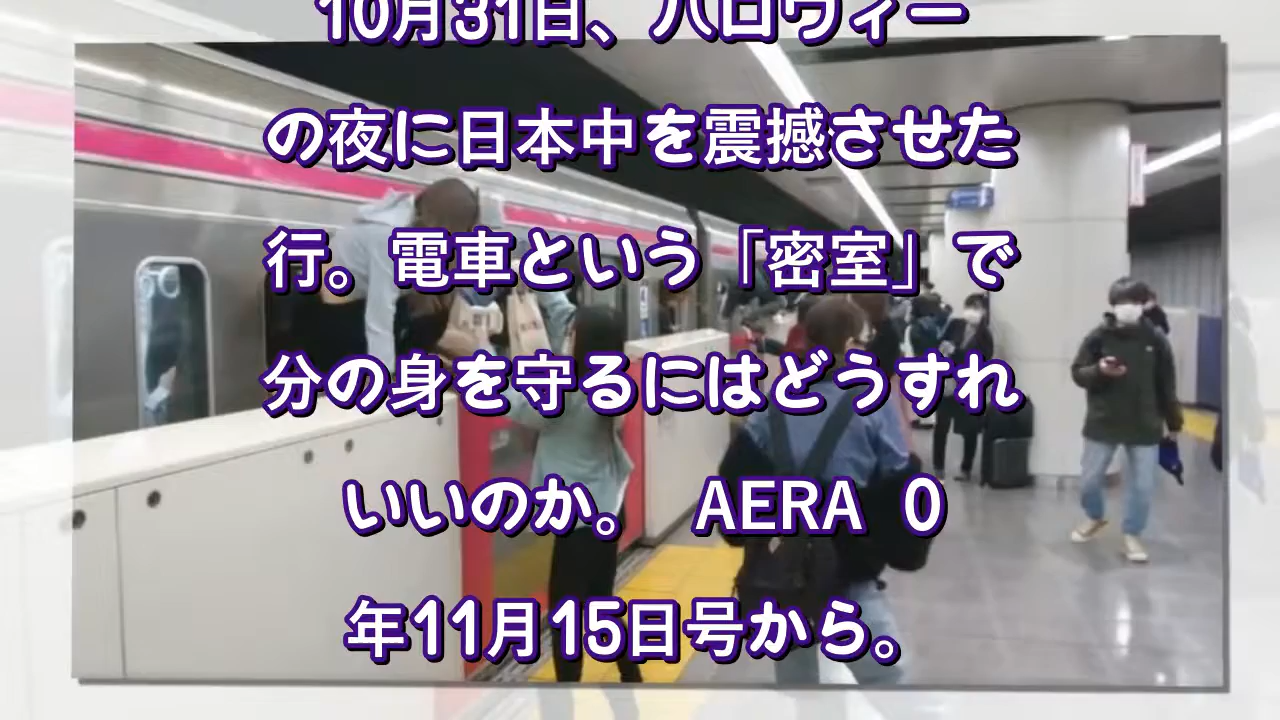 10月31日、ハロウィー
の夜に日本中を震撼させた
行。電車という「密室」で
分の身を守るにはどうすれ
いいのか。 AERA 0
年11月15日号から。